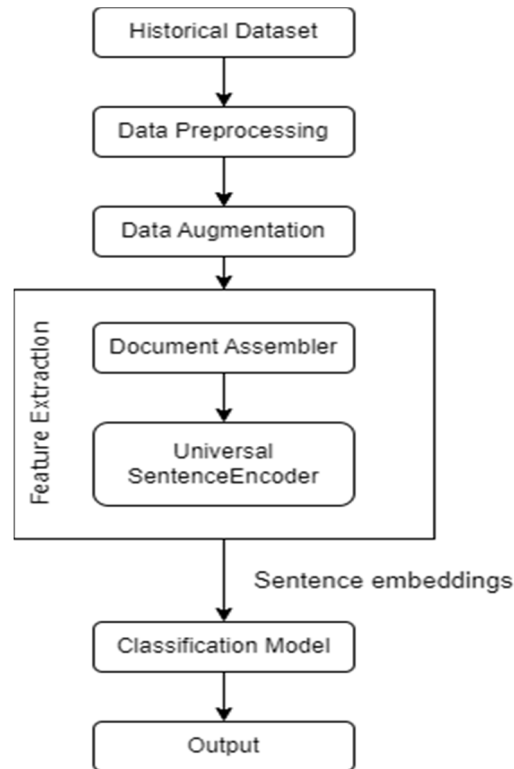 Historical Dataset
Data Preprocessing
Data Augmentation
Feature Extraction
Document Assembler
Universal
SentenceEncoder
Sentence embeddings
Classification Model
Output